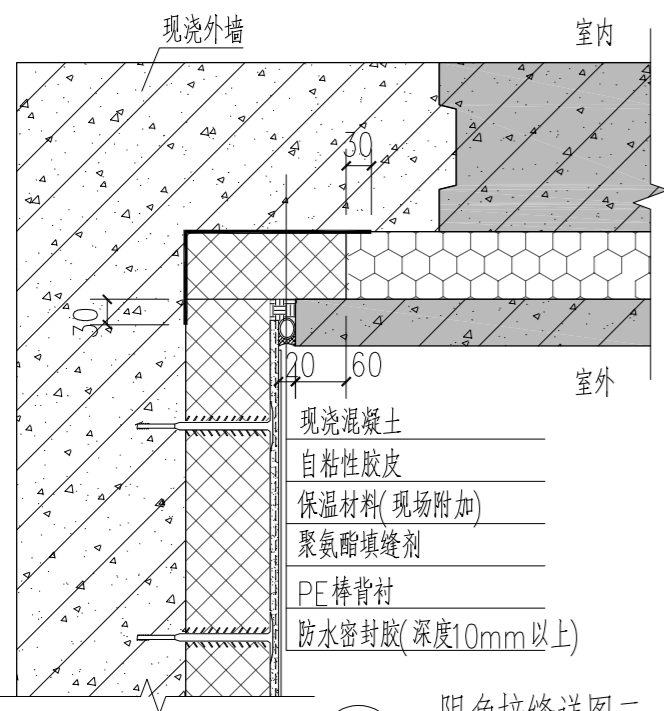 现浇外墙
室内
30
30
20
60
室外
现浇混凝土
自粘性胶皮
保温材料(现场附加)
聚氨酯填缝剂
PE棒背衬
防水密封胶(深度10mm以上)